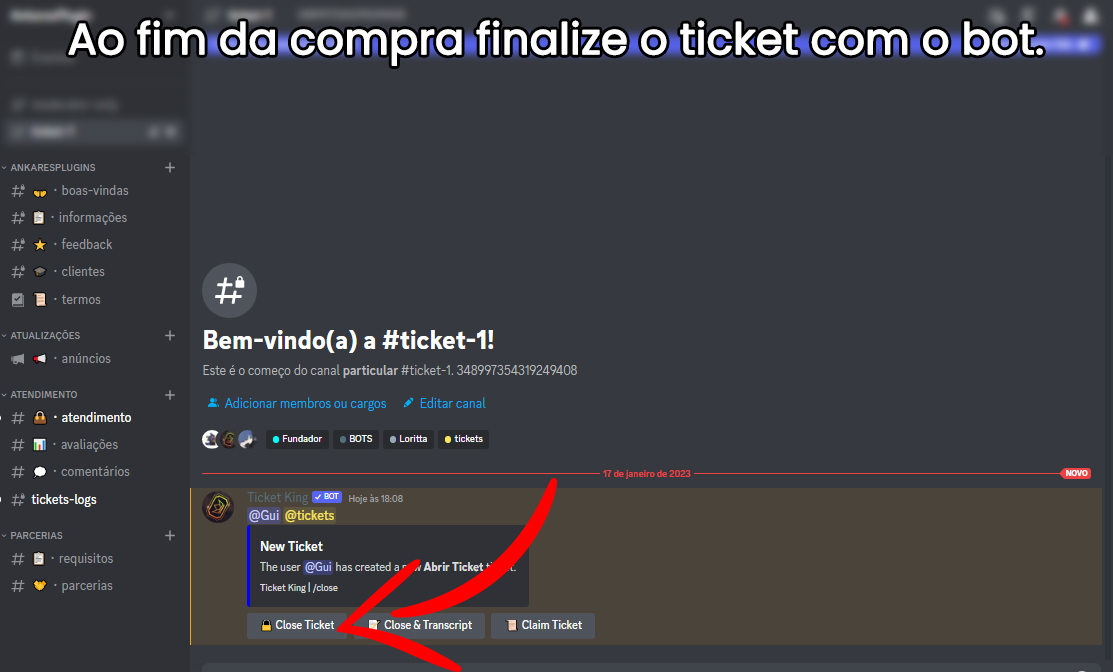 Ao fim da compra finalize o ticket com o bot.
ANKARESPLUGINS
boas-vindas
informações
feedback
clientes
termos
ATUALIZAÇÕES
anúncios
ATENDIMENTO
atendimento
avaliações
comentários
tickets-logs
PARCERIAS
requisitos
parcerias
Bem-vindo(a) a #ticket-1!
Este é o começo do canal particular #ticket-1. 348997354319249408
Adicionar membros ou cargos Editar canal
Fundador BOTS Loritta tickets
17 de janeiro de 2023 NOVO
Ticket King BOT Hoje às 18:08
@Gui @tickets
New Ticket
The user @Gui has created a new Abrir Ticket ticket.
Ticket King | /close
Close Ticket Close & Transcript Claim Ticket